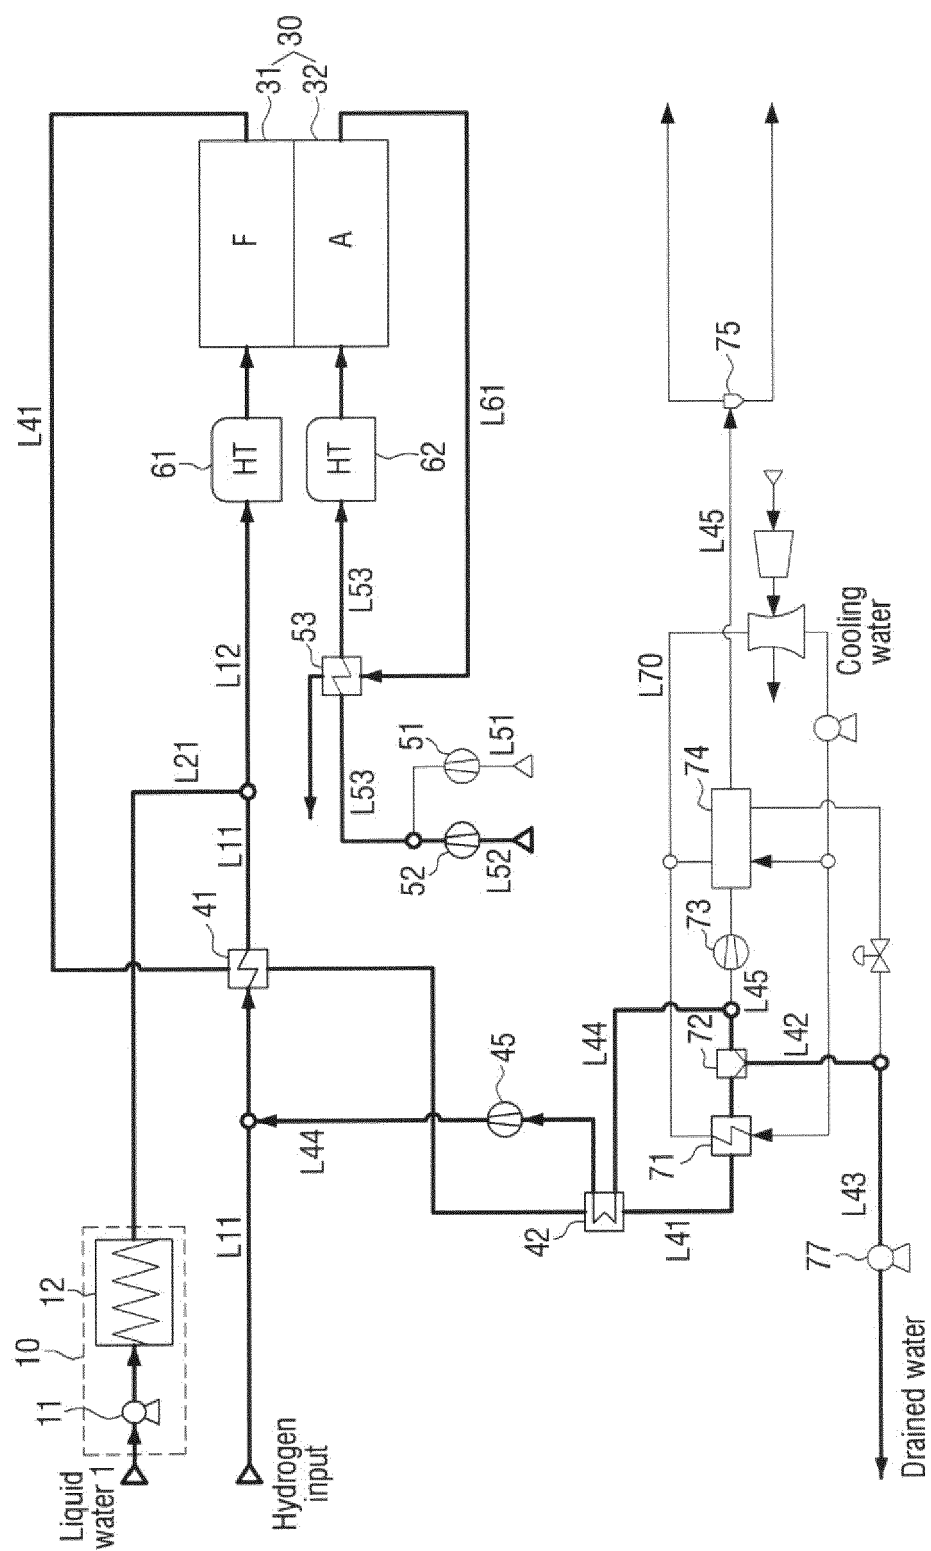 Liquid
water 1
11
10
12
Hydrogen
input
L11
L44
41
L11
L21
L12
61
HT
L41
F
31
30
32
A
HT
62
L61
L53
53
L53
51
L51
52
L52
45
42
L44
L41
71
72
L45
73
74
L42
L70
L45
75
Cooling
water
L43
77
Drained water